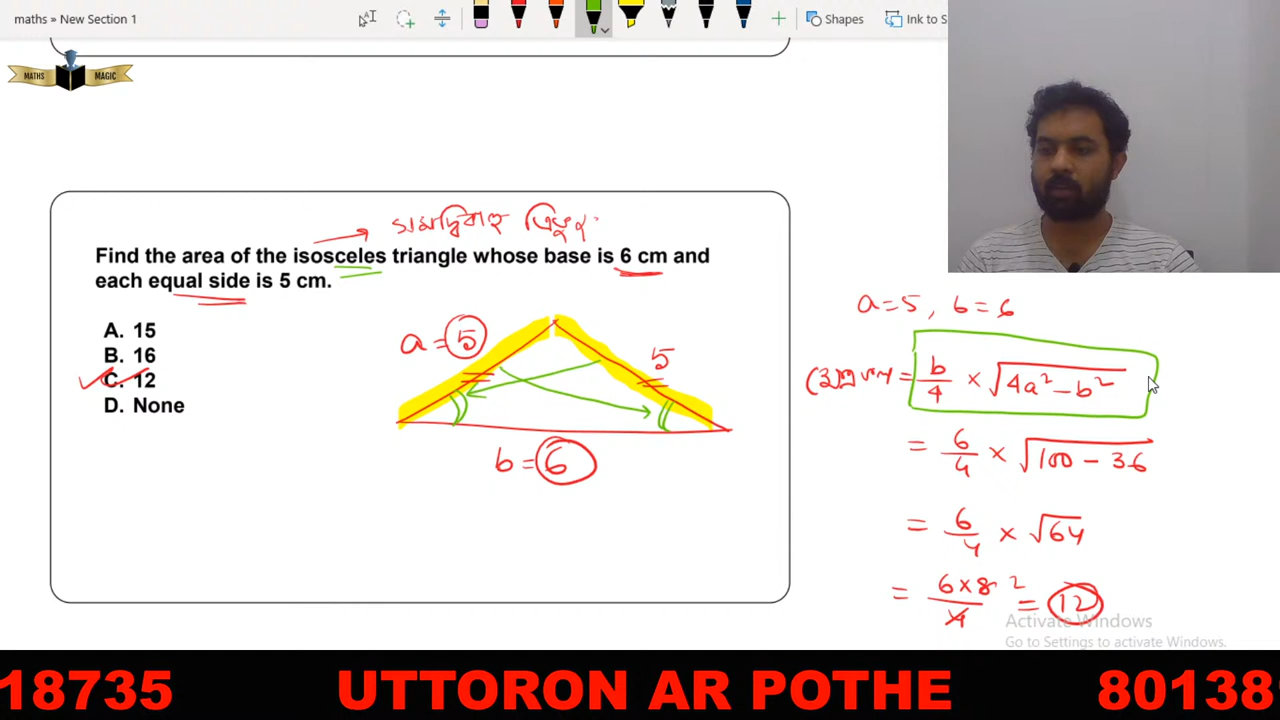 maths » New Section 1
Shapes
Ink to S
MATHS MAGIC
সমদ্বিবাহু ত্রিভুজ
Find the area of the isosceles triangle whose base is 6 cm and
each equal side is 5 cm.
A. 15
B. 16
C. 12
D. None
a = 5
5
b = 6
a = 5, b = 6
ক্ষেত্রফল = b/4 × √4a² − b²
= 6/4 × √100 − 36
= 6/4 × √64
= 6×8 2/4 = 12
Activate Windows
Go to Settings to activate Windows.
18735 UTTORON AR POTHE 80138